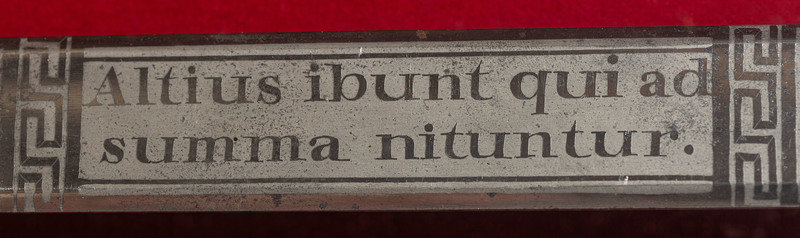 Altius ibunt qui ad
summa nituntur.